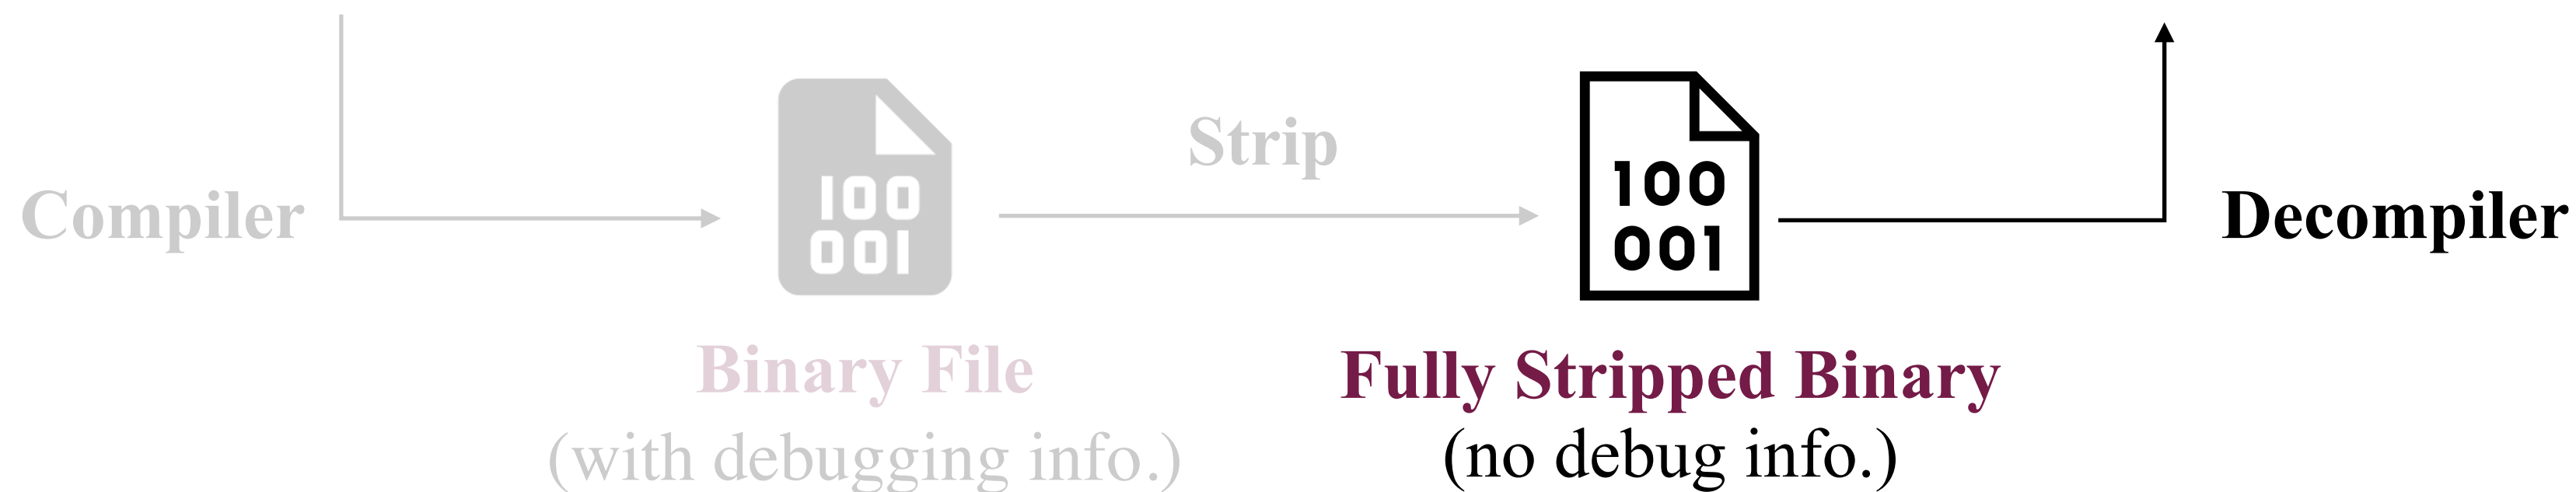 Compiler
100
001
Binary File
(with debugging info.)
Strip
100
001
Fully Stripped Binary
(no debug info.)
Decompiler